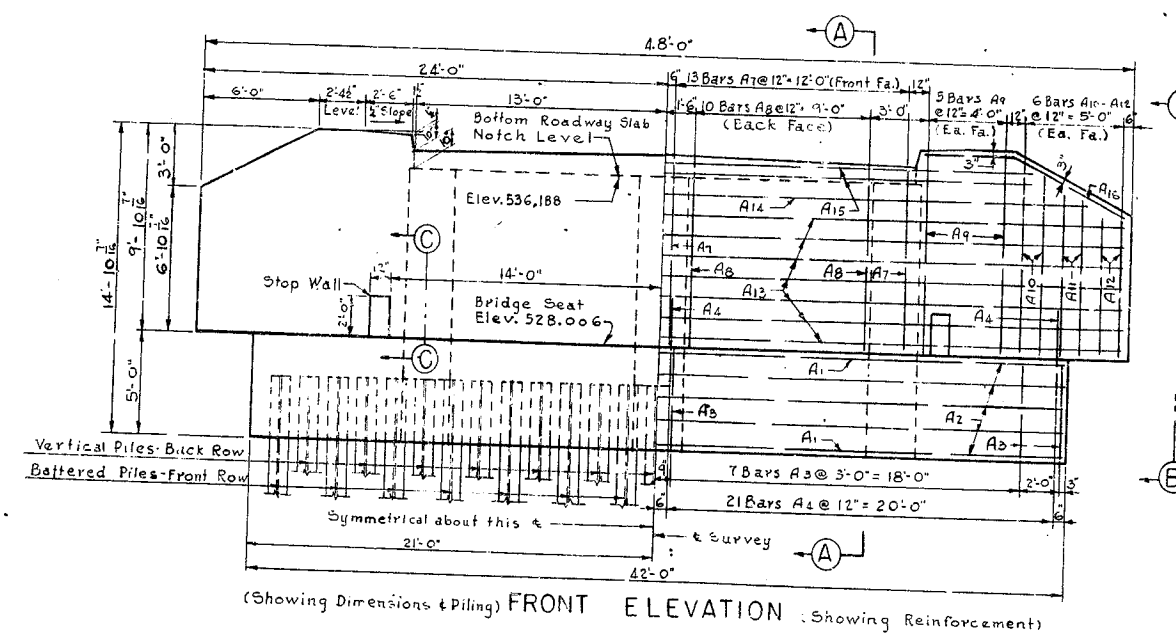 A
4.8'-0"
24'-0"
6" 13 Bars A7@12"=12'-0"(Front Fa.) 12"
6'-0" 2'-4½" 2'-6" 13'-0"
1'-6" 10 Bars A8@12"= 9'-0" 3'-0"
(Back Face)
5 Bars A9
@12"=4'-0"
(Ea. Fa.)
12"
6 Bars A10-A12
@ 12" = 5'-0" 6"
(Ea. Fa.)
Level ¼" Slope
Bottom Roadway Slab
Notch Level
3'-0"
3"
3"
A16
Elev. 536.188
A14 A15
A9
14'-10 7/16"
9'-10 7/16"
6'-10 7/16"
C
A7
Stop Wall
12"
14'-0"
A8
A8 A7
A13
A10 A11 A12
2'-0"
Bridge Seat
Elev. 528.006
A4
A4
C
A1
5'-0"
A3
A2
A1
A3
Vertical Piles-Back Row
Battered Piles-Front Row
9"
7 Bars A3 @ 3'-0" = 18'-0" 2'-0" 3"
B
6"
21 Bars A4 @ 12" = 20'-0" 6"
Symmetrical about this ℄
℄ Survey
A
21'-0"
42'-0"
(Showing Dimensions & Piling) FRONT ELEVATION (Showing Reinforcement)